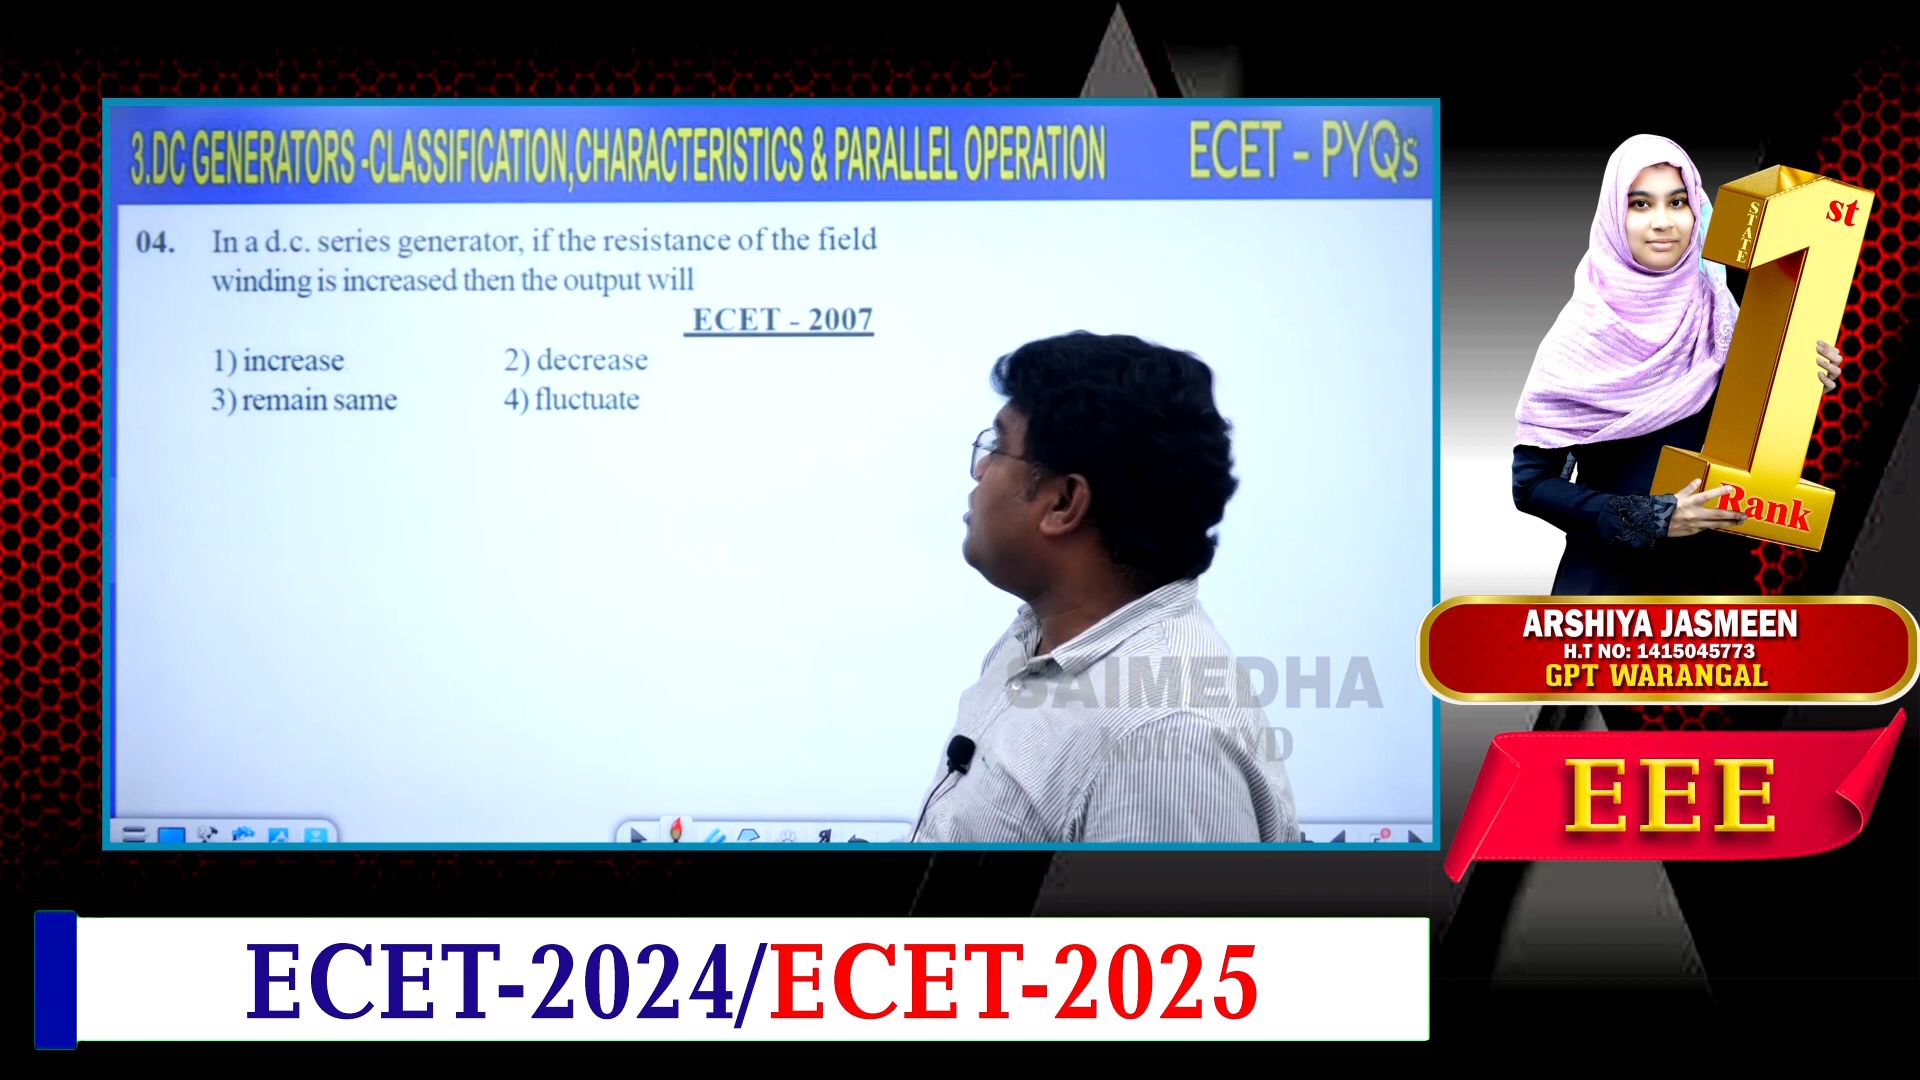 3.DC GENERATORS -CLASSIFICATION,CHARACTERISTICS & PARALLEL OPERATION ECET – PYQs
04. In a d.c. series generator, if the resistance of the field
winding is increased then the output will
ECET - 2007
1) increase 2) decrease
3) remain same 4) fluctuate
SAIMEDHA
STATE
1st
Rank
ARSHIYA JASMEEN
H.T NO: 1415045773
GPT WARANGAL
EEE
ECET-2024/ECET-2025